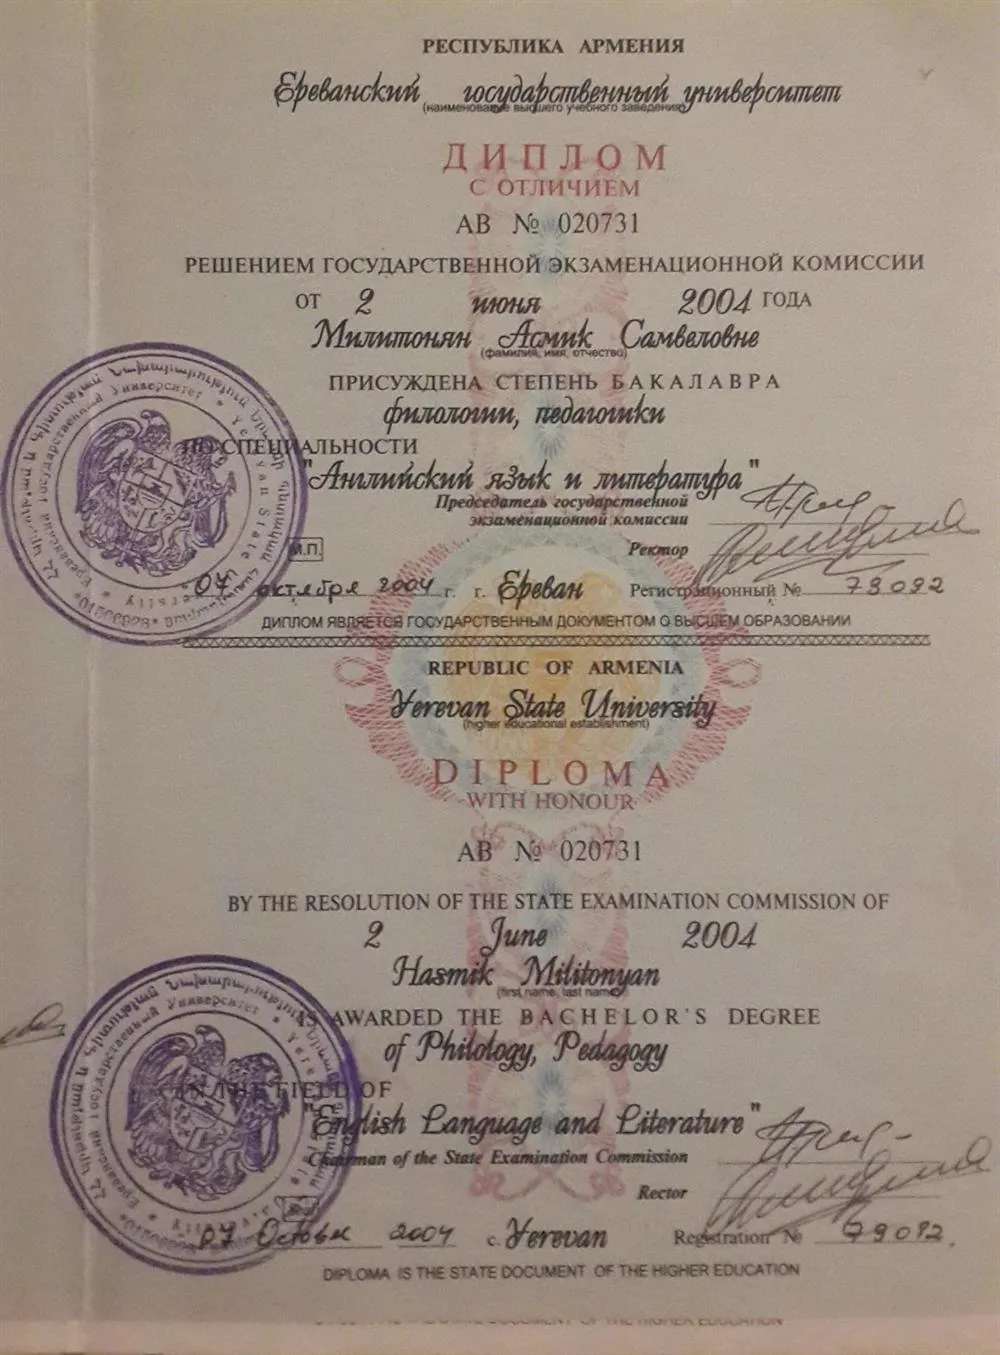 РЕСПУБЛИКА АРМЕНИЯ
Ереванский государственный университет
(наименование высшего учебного заведения)
ДИПЛОМ
С ОТЛИЧИЕМ
АВ № 020731
РЕШЕНИЕМ ГОСУДАРСТВЕННОЙ ЭКЗАМЕНАЦИОННОЙ КОМИССИИ
ОТ 2 июня 2004 ГОДА
Милитонян Асмик Самвеловне
(фамилия, имя, отчество)
ПРИСУЖДЕНА СТЕПЕНЬ БАКАЛАВРА
филологии, педагогики
ПО СПЕЦИАЛЬНОСТИ
"Английский язык и литература"
Председатель государственной
экзаменационной комиссии
М.П.
Ректор
07 октября 2004 г. г. Ереван Регистрационный № 79092
ДИПЛОМ ЯВЛЯЕТСЯ ГОСУДАРСТВЕННЫМ ДОКУМЕНТОМ О ВЫСШЕМ ОБРАЗОВАНИИ
REPUBLIC OF ARMENIA
Yerevan State University
(higher educational establishment)
DIPLOMA
WITH HONOUR
AB № 020731
BY THE RESOLUTION OF THE STATE EXAMINATION COMMISSION OF
2 June 2004
Hasmik Militonyan
(first name, last name)
IS AWARDED THE BACHELOR'S DEGREE
of Philology, Pedagogy
IN THE FIELD OF
"English Language and Literature"
Chairman of the State Examination Commission
Rector
07 2004 c. Yerevan Registration № 79092.
DIPLOMA IS THE STATE DOCUMENT OF THE HIGHER EDUCATION